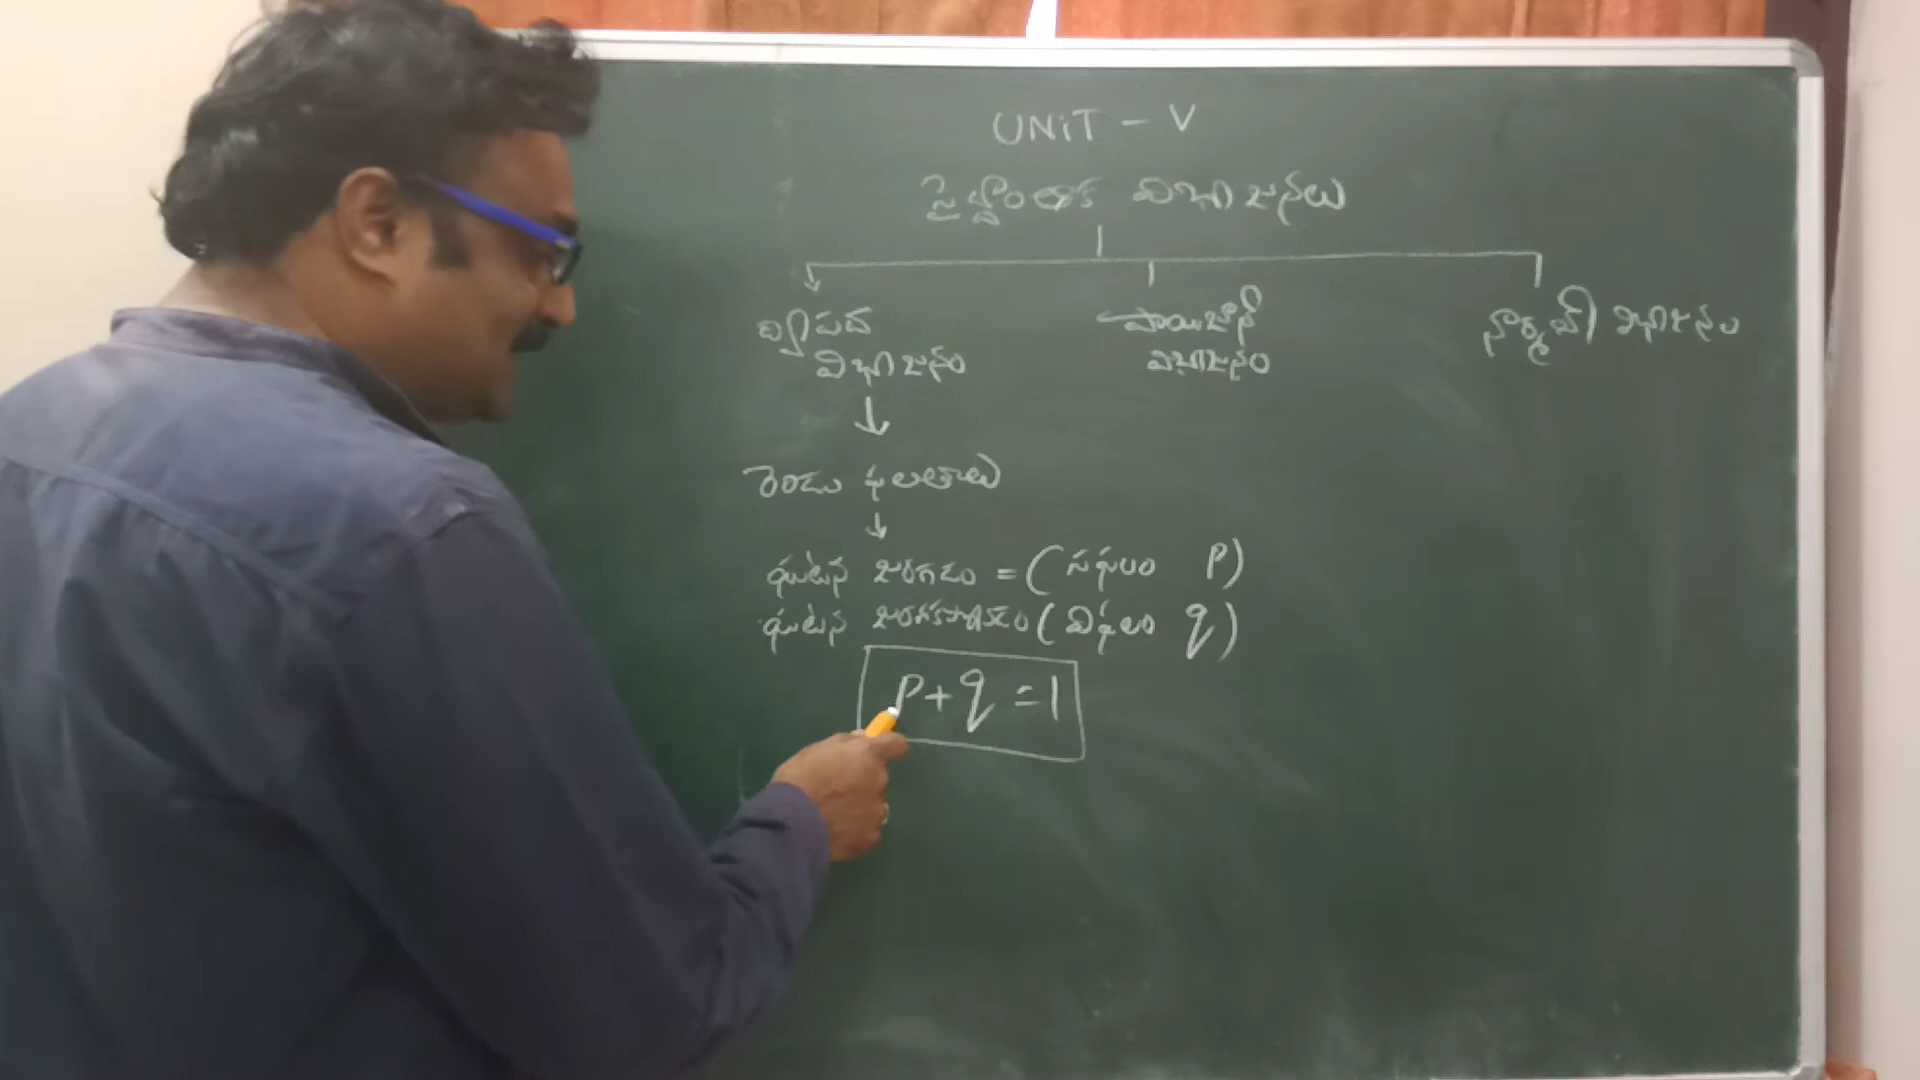 UNiT - V
సైద్ధాంతిక విభాజనలు
ద్విపద
విభాజనం
పాయిజాన్
విభాజనం
నార్మల్ విభాజనం
రెండు ఫలితాలు
ఘటన జరగడం = (సఫలం p)
ఘటన జరగకపోవడం (విఫలం q)
p + q = 1